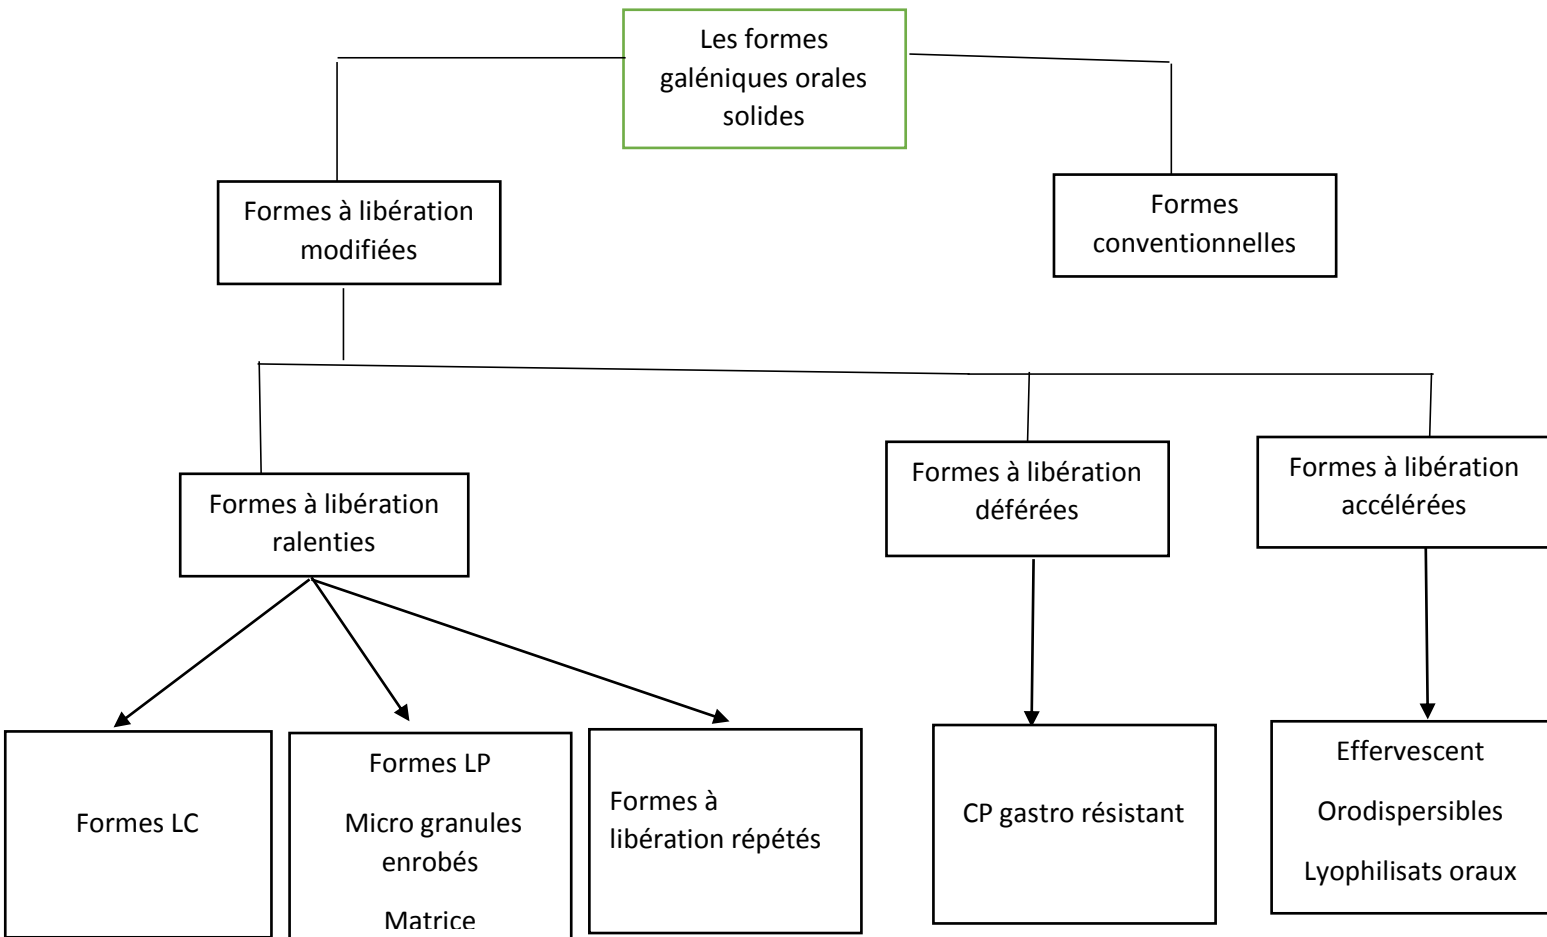 Les formes
galéniques orales
solides
Formes à libération
modifiées
Formes
conventionnelles
Formes à libération
ralenties
Formes à libération
déférées
Formes à libération
accélérées
Formes LC
Formes LP
Micro granules
enrobés
Matrice
Formes à
libération répétés
CP gastro résistant
Effervescent
Orodispersibles
Lyophilisats oraux